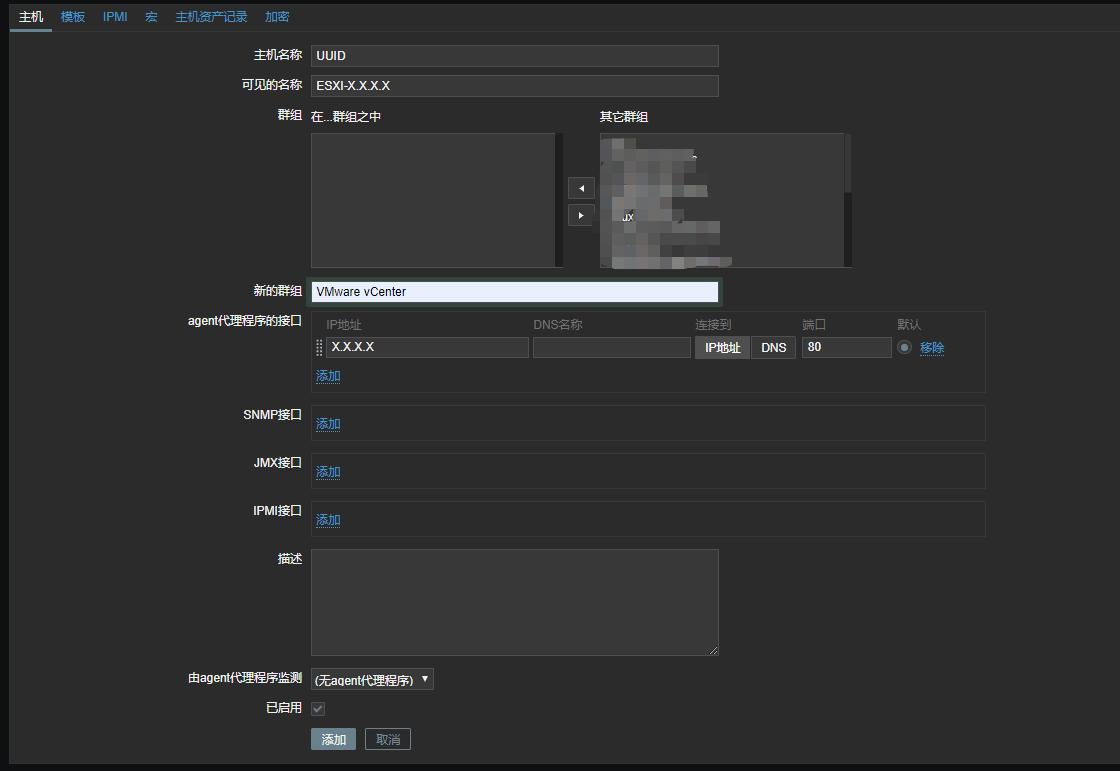 主机 模板 IPMI 宏 主机资产记录 加密
主机名称 UUID
可见的名称 ESXI-X.X.X.X
群组 在...群组之中 其它群组
ux
新的群组 VMware vCenter
agent代理程序的接口 IP地址 DNS名称 连接到 端口 默认
X.X.X.X IP地址 DNS 80 移除
添加
SNMP接口 添加
JMX接口 添加
IPMI接口 添加
描述
由agent代理程序监测 (无agent代理程序)
已启用
添加 取消